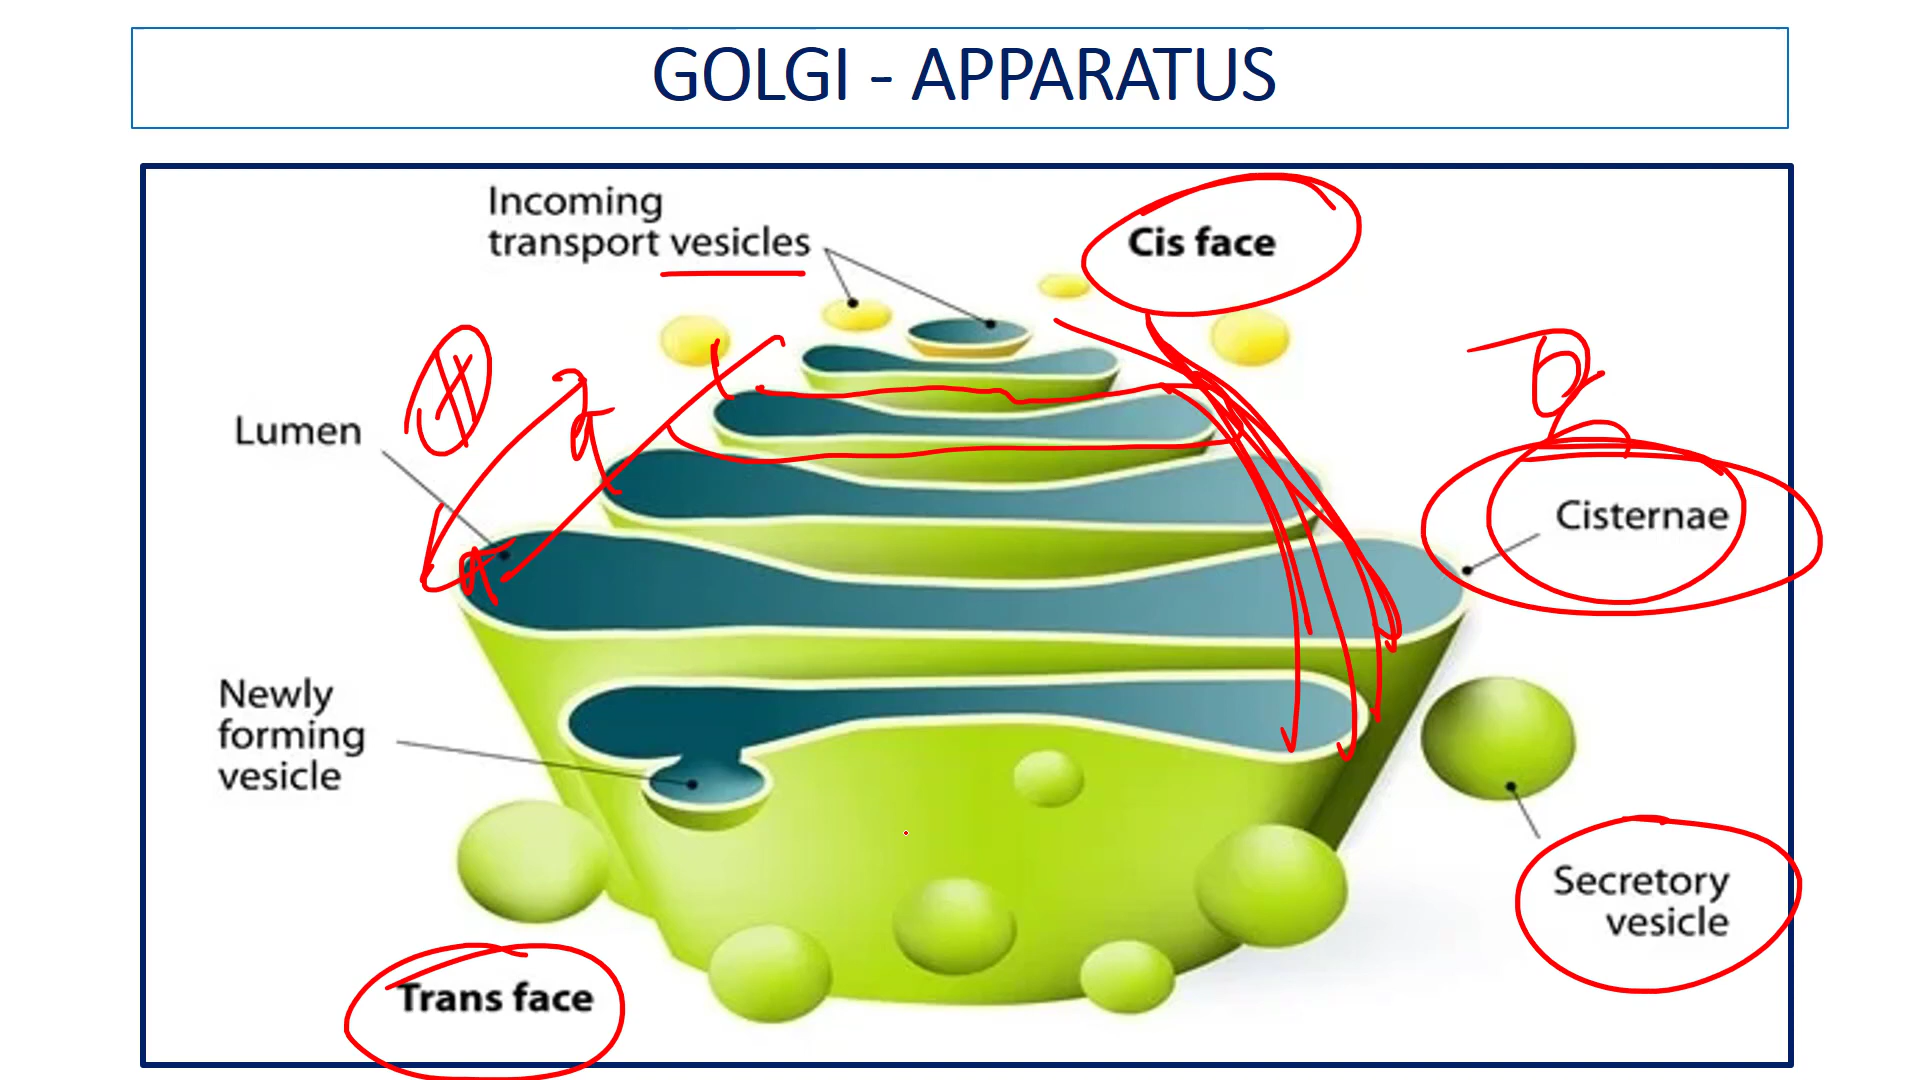 GOLGI - APPARATUS
Incoming
transport vesicles
Cis face
Lumen
Cisternae
Newly
forming
vesicle
Secretory
vesicle
Trans face